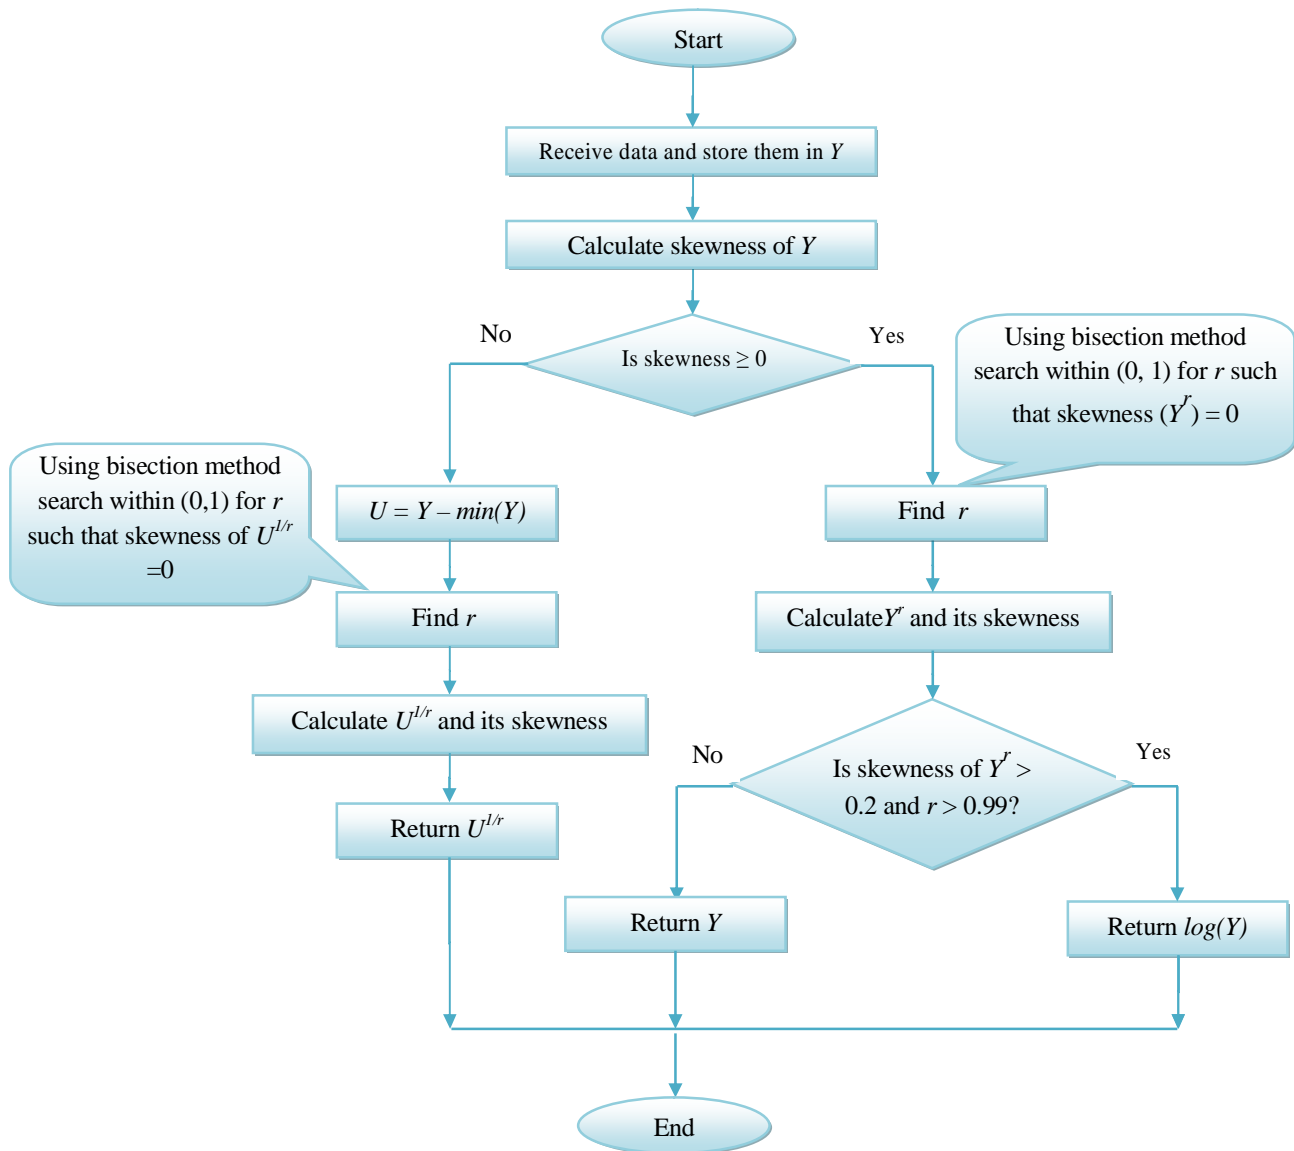 Start
Receive data and store them in Y
Calculate skewness of Y
No
Is skewness ≥ 0
Yes
Using bisection method
search within (0, 1) for r such
that skewness (Y^r) = 0
Using bisection method
search within (0,1) for r
such that skewness of U^1/r
=0
U = Y – min(Y)
Find r
Find r
CalculateY^r and its skewness
Calculate U^1/r and its skewness
No
Is skewness of Y^r >
0.2 and r > 0.99?
Yes
Return U^1/r
Return Y
Return log(Y)
End